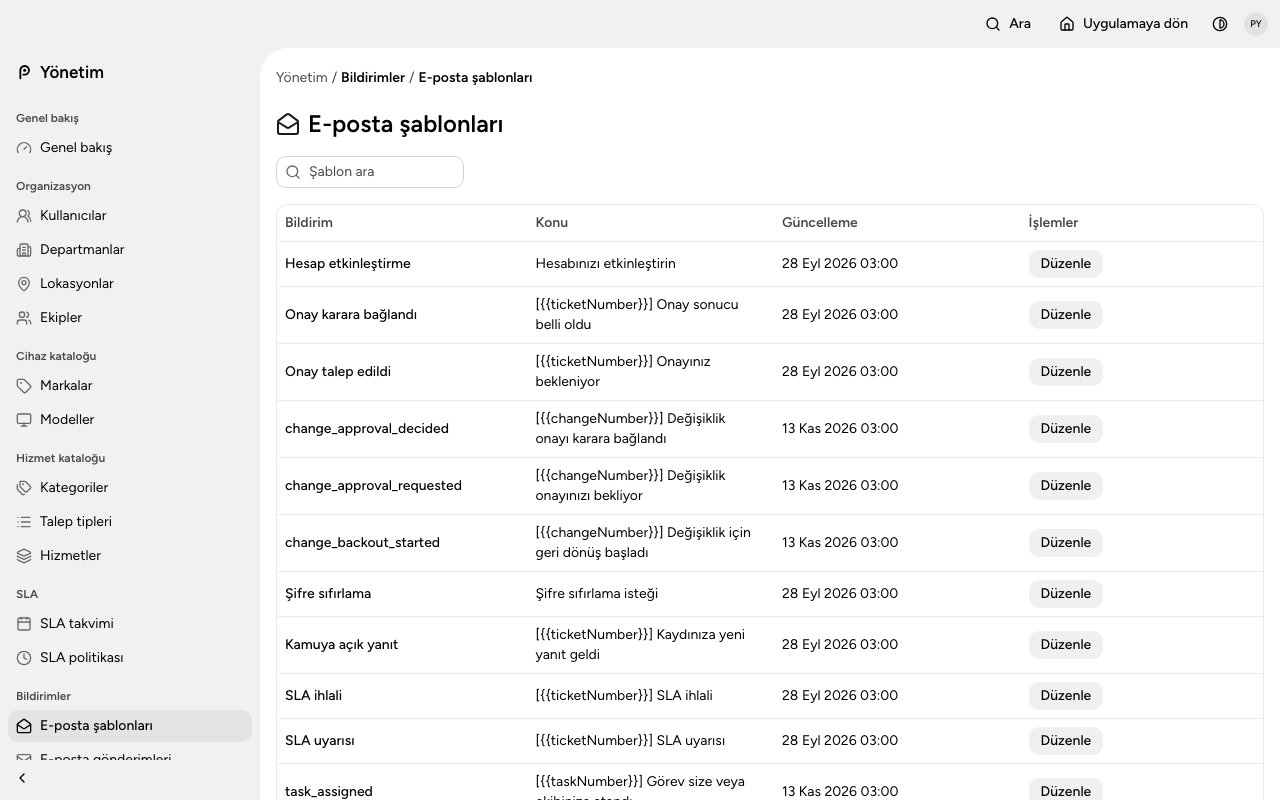 Ara
Uygulamaya dön
PY
Yönetim
Genel bakış
Genel bakış
Organizasyon
Kullanıcılar
Departmanlar
Lokasyonlar
Ekipler
Cihaz kataloğu
Markalar
Modeller
Hizmet kataloğu
Kategoriler
Talep tipleri
Hizmetler
SLA
SLA takvimi
SLA politikası
Bildirimler
E-posta şablonları
E-posta gönderimleri
Yönetim / Bildirimler / E-posta şablonları
E-posta şablonları
Şablon ara
Bildirim Konu Güncelleme İşlemler
Hesap etkinleştirme Hesabınızı etkinleştirin 28 Eyl 2026 03:00 Düzenle
Onay karara bağlandı [{{ticketNumber}}] Onay sonucu
belli oldu 28 Eyl 2026 03:00 Düzenle
Onay talep edildi [{{ticketNumber}}] Onayınız
bekleniyor 28 Eyl 2026 03:00 Düzenle
change_approval_decided [{{changeNumber}}] Değişiklik
onayı karara bağlandı 13 Kas 2026 03:00 Düzenle
change_approval_requested [{{changeNumber}}] Değişiklik
onayınızı bekliyor 13 Kas 2026 03:00 Düzenle
change_backout_started [{{changeNumber}}] Değişiklik için
geri dönüş başladı 13 Kas 2026 03:00 Düzenle
Şifre sıfırlama Şifre sıfırlama isteği 28 Eyl 2026 03:00 Düzenle
Kamuya açık yanıt [{{ticketNumber}}] Kaydınıza yeni
yanıt geldi 28 Eyl 2026 03:00 Düzenle
SLA ihlali [{{ticketNumber}}] SLA ihlali 28 Eyl 2026 03:00 Düzenle
SLA uyarısı [{{ticketNumber}}] SLA uyarısı 28 Eyl 2026 03:00 Düzenle
task_assigned [{{taskNumber}}] Görev size veya
13 Kas 2026 03:00 Düzenle